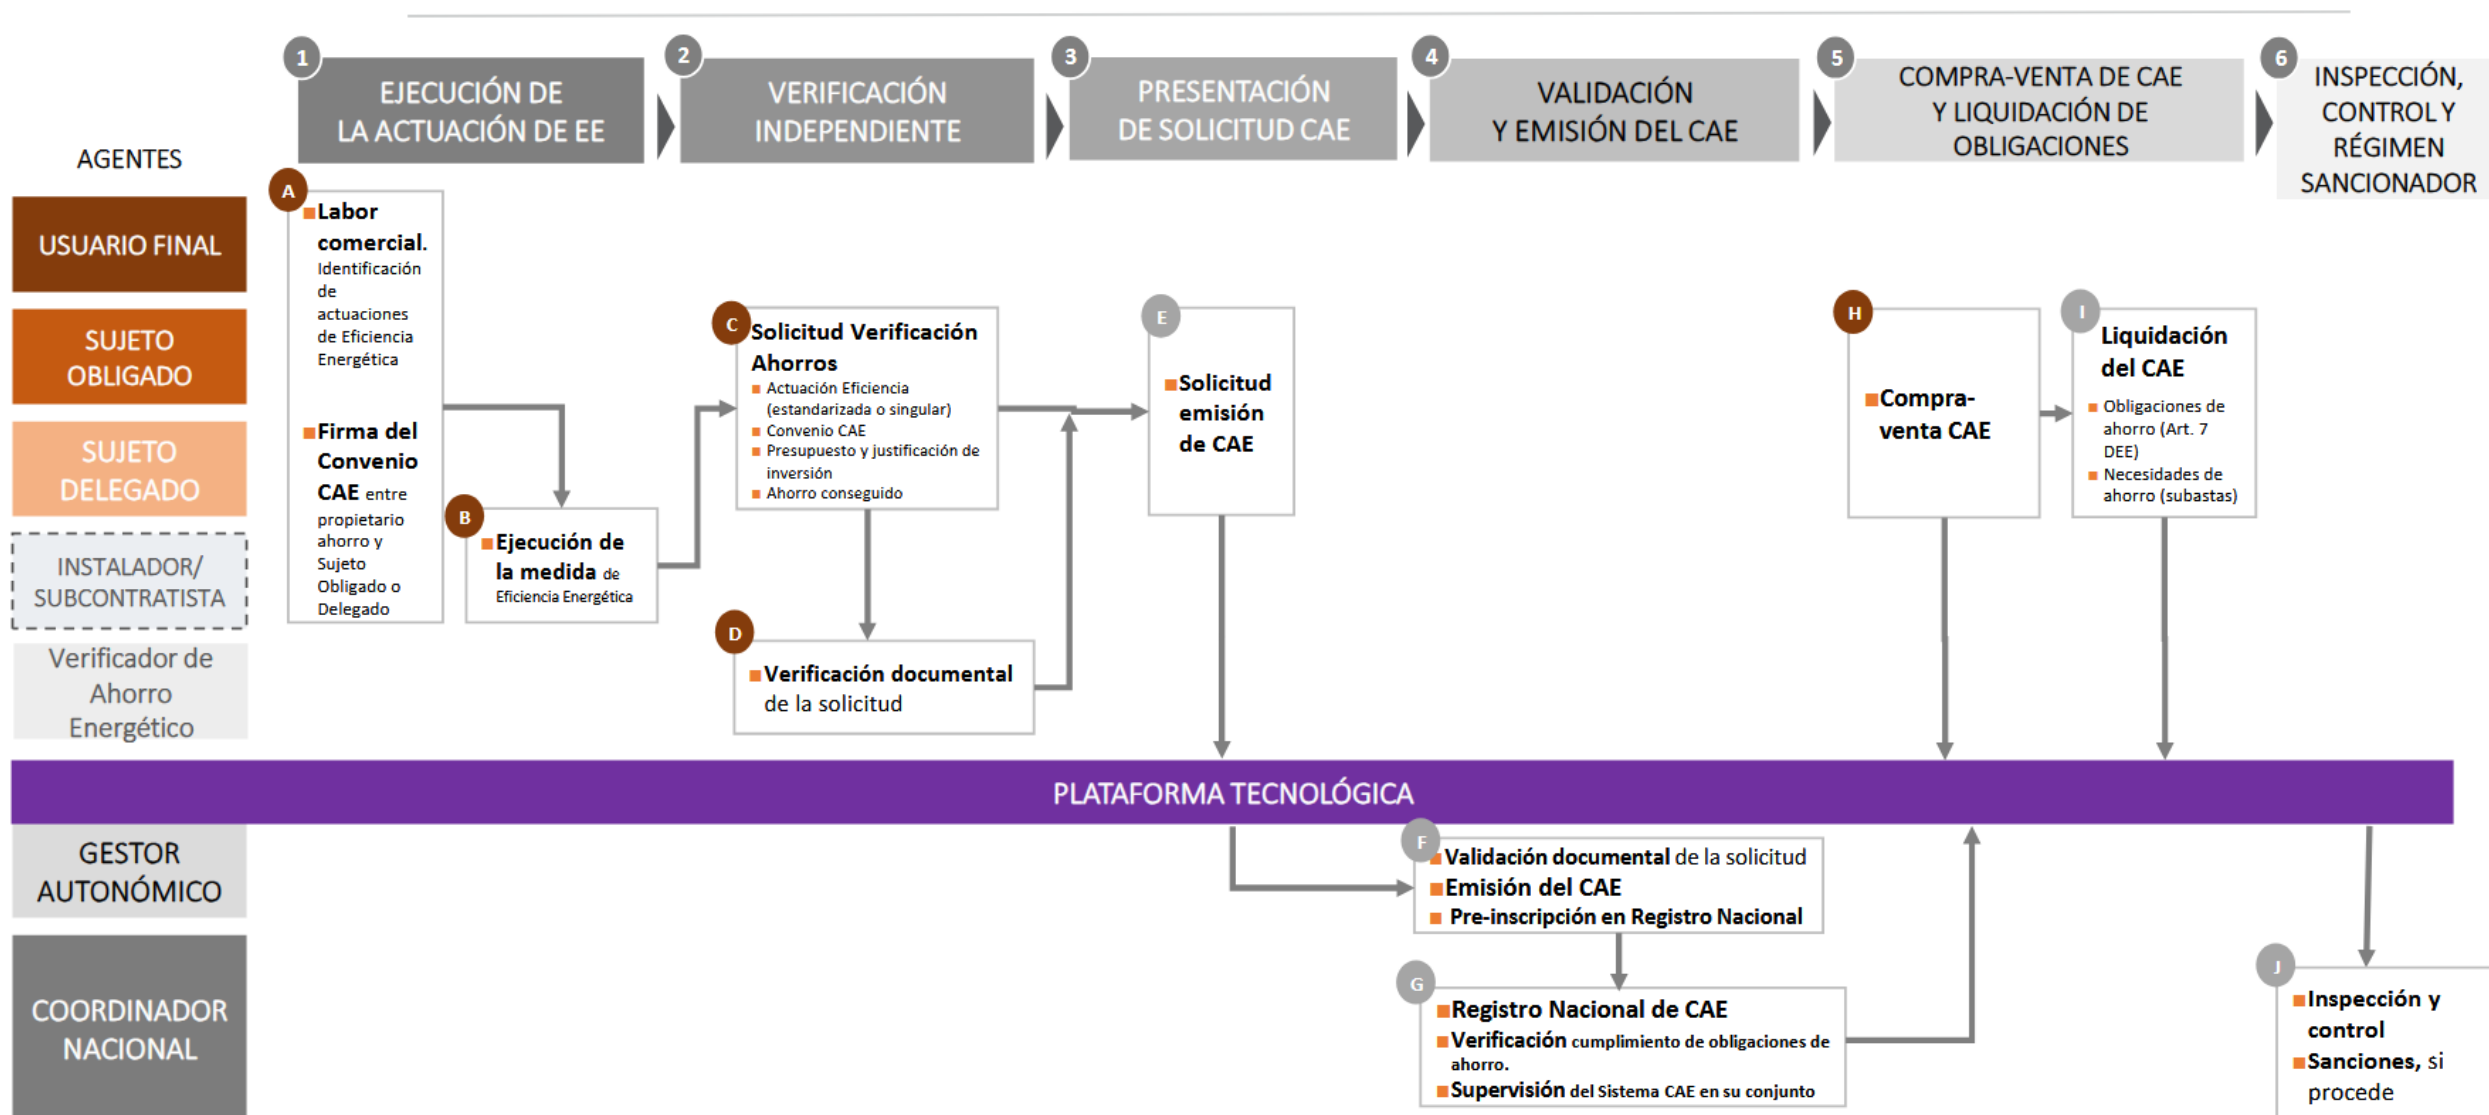 1
EJECUCIÓN DE
LA ACTUACIÓN DE EE
2
VERIFICACIÓN
INDEPENDIENTE
3
PRESENTACIÓN
DE SOLICITUD CAE
4
VALIDACIÓN
Y EMISIÓN DEL CAE
5
COMPRA-VENTA DE CAE
Y LIQUIDACIÓN DE
OBLIGACIONES
6
INSPECCIÓN,
CONTROL Y
RÉGIMEN
SANCIONADOR
AGENTES
USUARIO FINAL
SUJETO
OBLIGADO
SUJETO
DELEGADO
INSTALADOR/
SUBCONTRATISTA
Verificador de
Ahorro
Energético
A
Labor
comercial.
Identificación
de
actuaciones
de Eficiencia
Energética
Firma del
Convenio
CAE entre
propietario
ahorro y
Sujeto
Obligado o
Delegado
B
Ejecución de
la medida de
Eficiencia Energética
C
Solicitud Verificación
Ahorros
Actuación Eficiencia
(estandarizada o singular)
Convenio CAE
Presupuesto y justificación de
inversión
Ahorro conseguido
D
Verificación documental
de la solicitud
E
Solicitud
emisión
de CAE
H
Compra-
venta CAE
I
Liquidación
del CAE
Obligaciones de
ahorro (Art. 7
DEE)
Necesidades de
ahorro (subastas)
PLATAFORMA TECNOLÓGICA
GESTOR
AUTONÓMICO
COORDINADOR
NACIONAL
F
Validación documental de la solicitud
Emisión del CAE
Pre-inscripción en Registro Nacional
G
Registro Nacional de CAE
Verificación cumplimiento de obligaciones de
ahorro.
Supervisión del Sistema CAE en su conjunto
J
Inspección y
control
Sanciones, si
procede